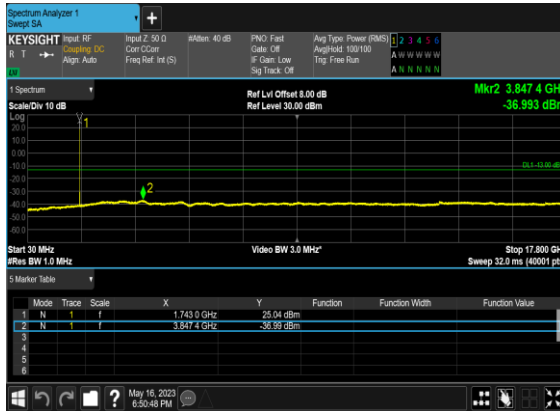 Spectrum Analyzer 1
Swept SA
+
KEYSIGHT Input: RF Input Z: 50 Ω #Atten: 40 dB PNO: Fast Avg Type: Power (RMS) 1 2 3 4 5 6
R T Coupling: DC Corr CCorr Gate: Off Avg|Hold: 100/100 A W W W W W
Align: Auto Freq Ref: Int (S) IF Gain: Low Trig: Free Run
Sig Track: Off A N N N N N
1 Spectrum Ref Lvl Offset 8.00 dB Mkr2 3.847 4 GH
Scale/Div 10 dB Ref Level 30.00 dBm -36.993 dBm
Log
20.0
10.0
0.00
-10.0
-20.0
-30.0
-40.0
-50.0
-60.0
1
DL1 -13.00 dB
2
Start 30 MHz Video BW 3.0 MHz* Stop 17.800 GH
#Res BW 1.0 MHz Sweep 32.0 ms (40001 pt
5 Marker Table
Mode Trace Scale X Y Function Function Width Function Value
1 N 1 f 1.743 0 GHz 25.04 dBm
2 N 1 f 3.847 4 GHz -36.99 dBm
3
4
5
6
? May 16, 2023
6:50:48 PM